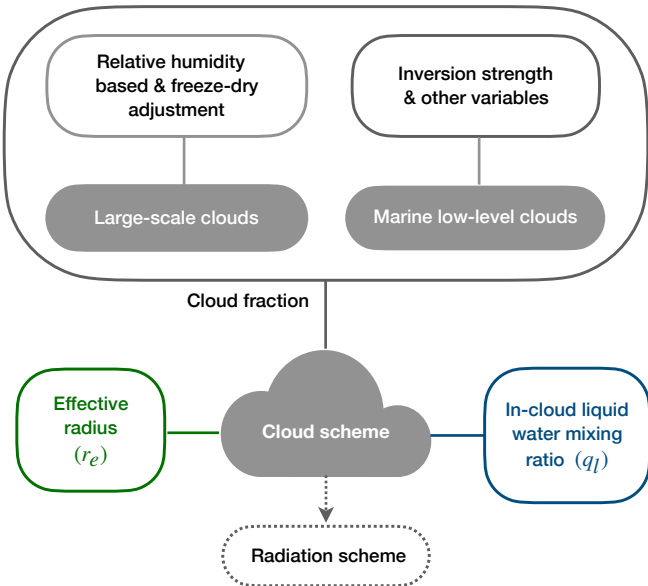 Relative humidity
based & freeze-dry
adjustment
Inversion strength
& other variables
Large-scale clouds
Marine low-level clouds
Cloud fraction
Effective
radius
(r_e)
Cloud scheme
In-cloud liquid
water mixing
ratio (q_l)
Radiation scheme